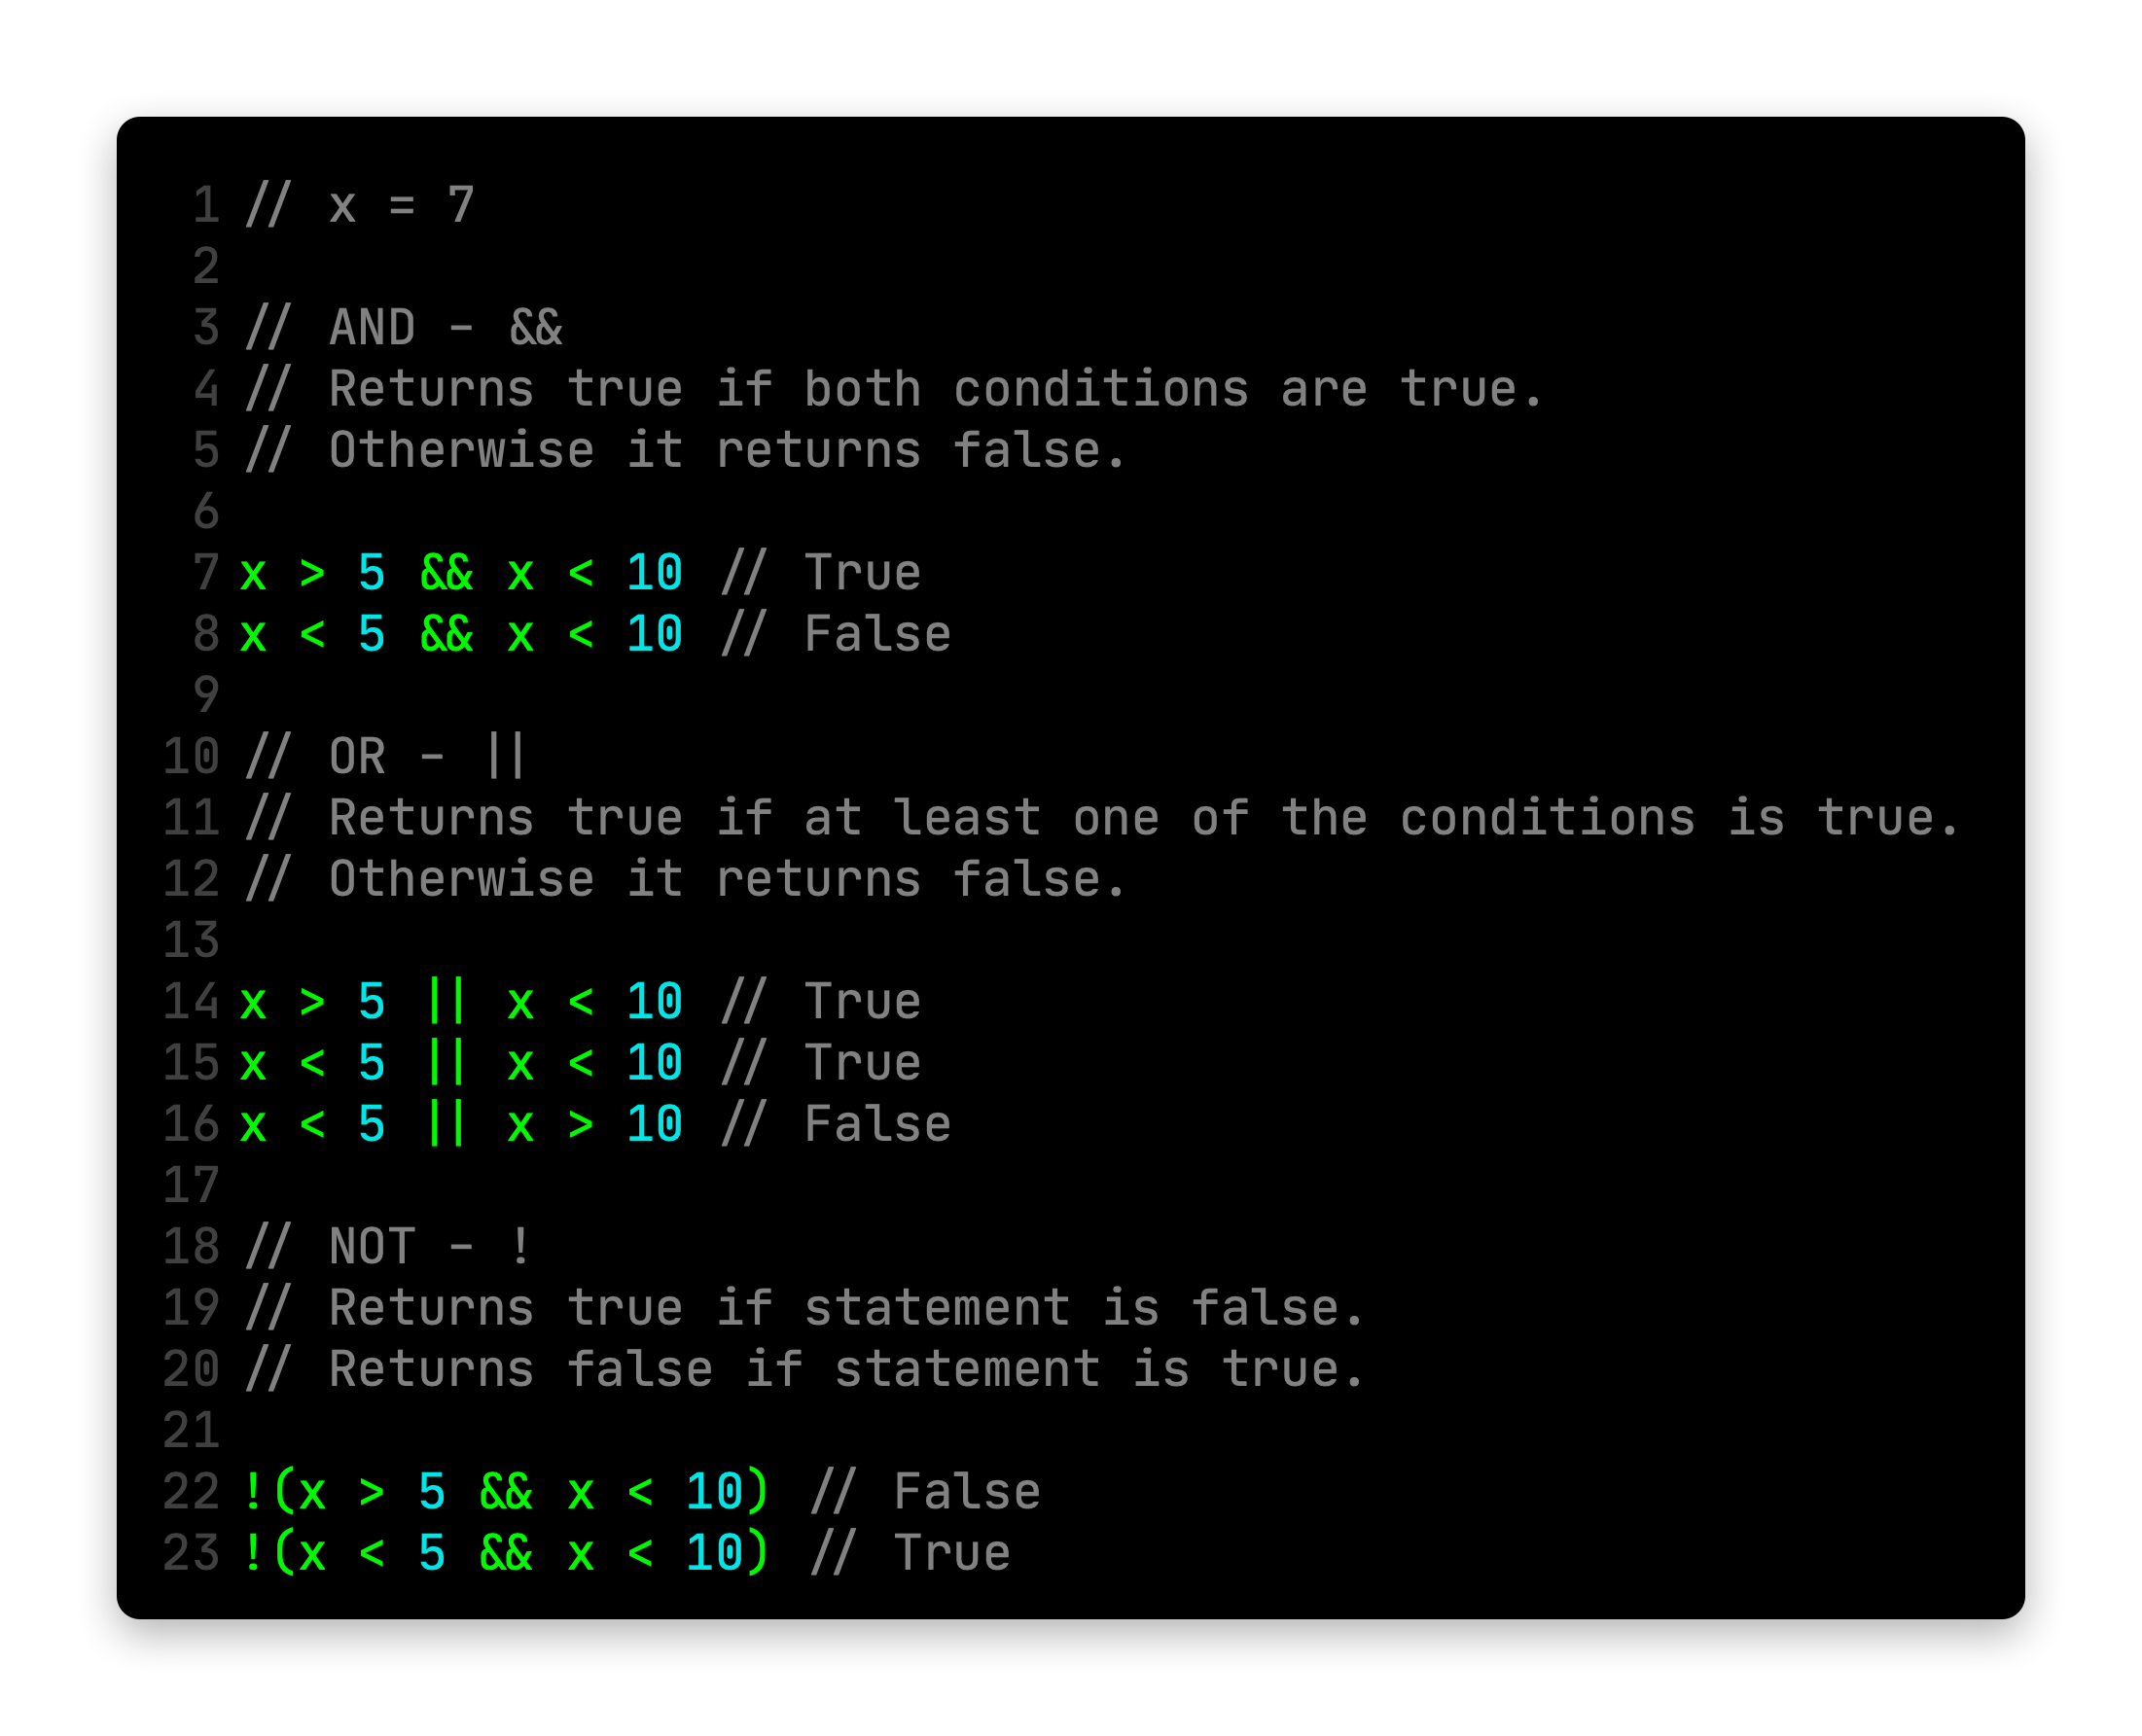 1 // x = 7
2
3 // AND - &&
4 // Returns true if both conditions are true.
5 // Otherwise it returns false.
6
7 x > 5 && x < 10 // True
8 x < 5 && x < 10 // False
9
10 // OR - ||
11 // Returns true if at least one of the conditions is true.
12 // Otherwise it returns false.
13
14 x > 5 || x < 10 // True
15 x < 5 || x < 10 // True
16 x < 5 || x > 10 // False
17
18 // NOT - !
19 // Returns true if statement is false.
20 // Returns false if statement is true.
21
22 !(x > 5 && x < 10) // False
23 !(x < 5 && x < 10) // True